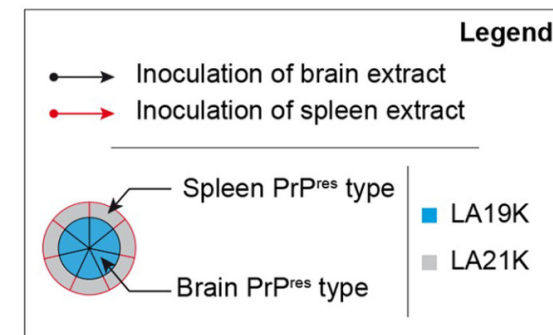 Legend
Inoculation of brain extract
Inoculation of spleen extract
Spleen PrPres type
LA19K
LA21K
Brain PrPres type